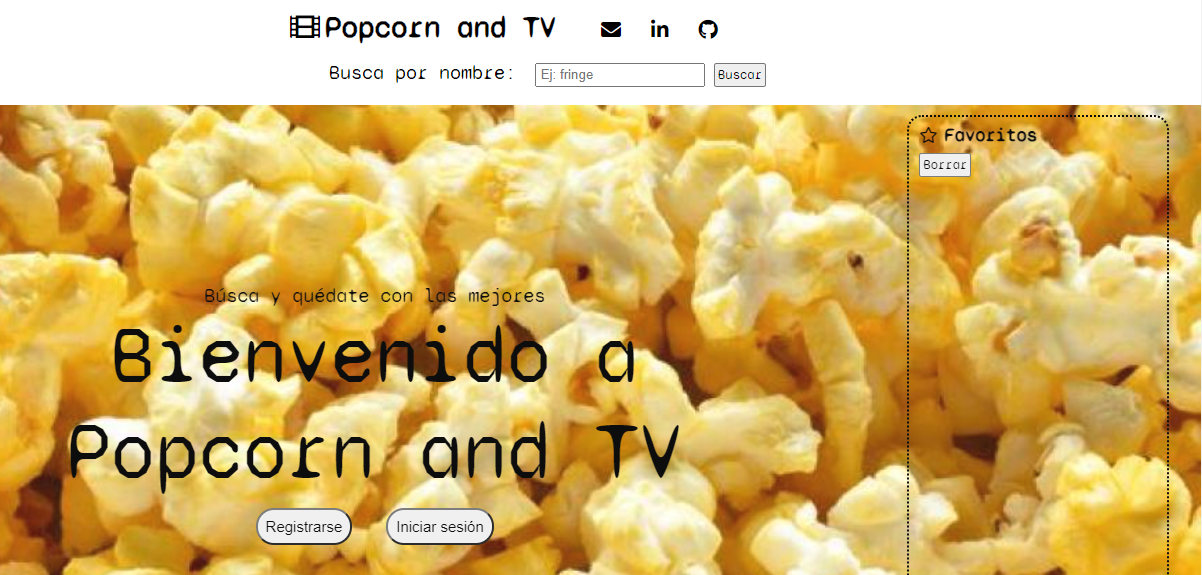 Popcorn and TV
Busca por nombre: Ej: fringe Buscar
Favoritos
Borrar
Búsca y quédate con las mejores
Bienvenido a
Popcorn and TV
Registrarse Iniciar sesión